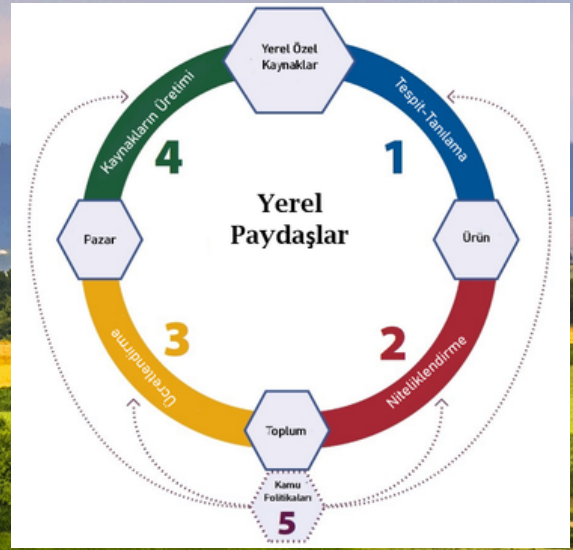 Yerel Özel
Kaynaklar
Kaynakların Üretimi
Tespit-Tanılama
4
1
Yerel
Paydaşlar
Pazar
Ürün
3
2
Ücretlendirme
Niteliklendirme
Toplum
Kamu
Politikaları
5